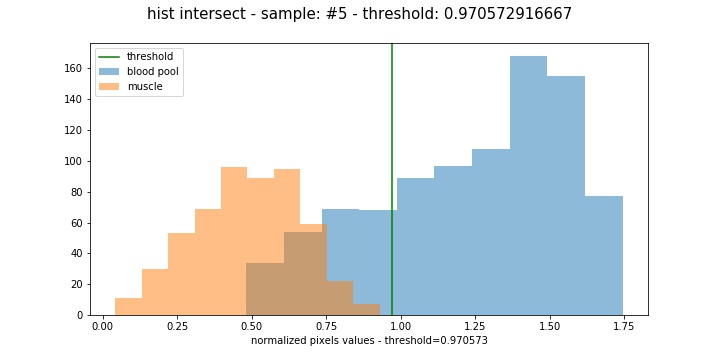 hist intersect - sample: #5 - threshold: 0.970572916667
threshold
blood pool
muscle
160
140
120
100
80
60
40
20
0
0.00 0.25 0.50 0.75 1.00 1.25 1.50 1.75
normalized pixels values - threshold=0.970573